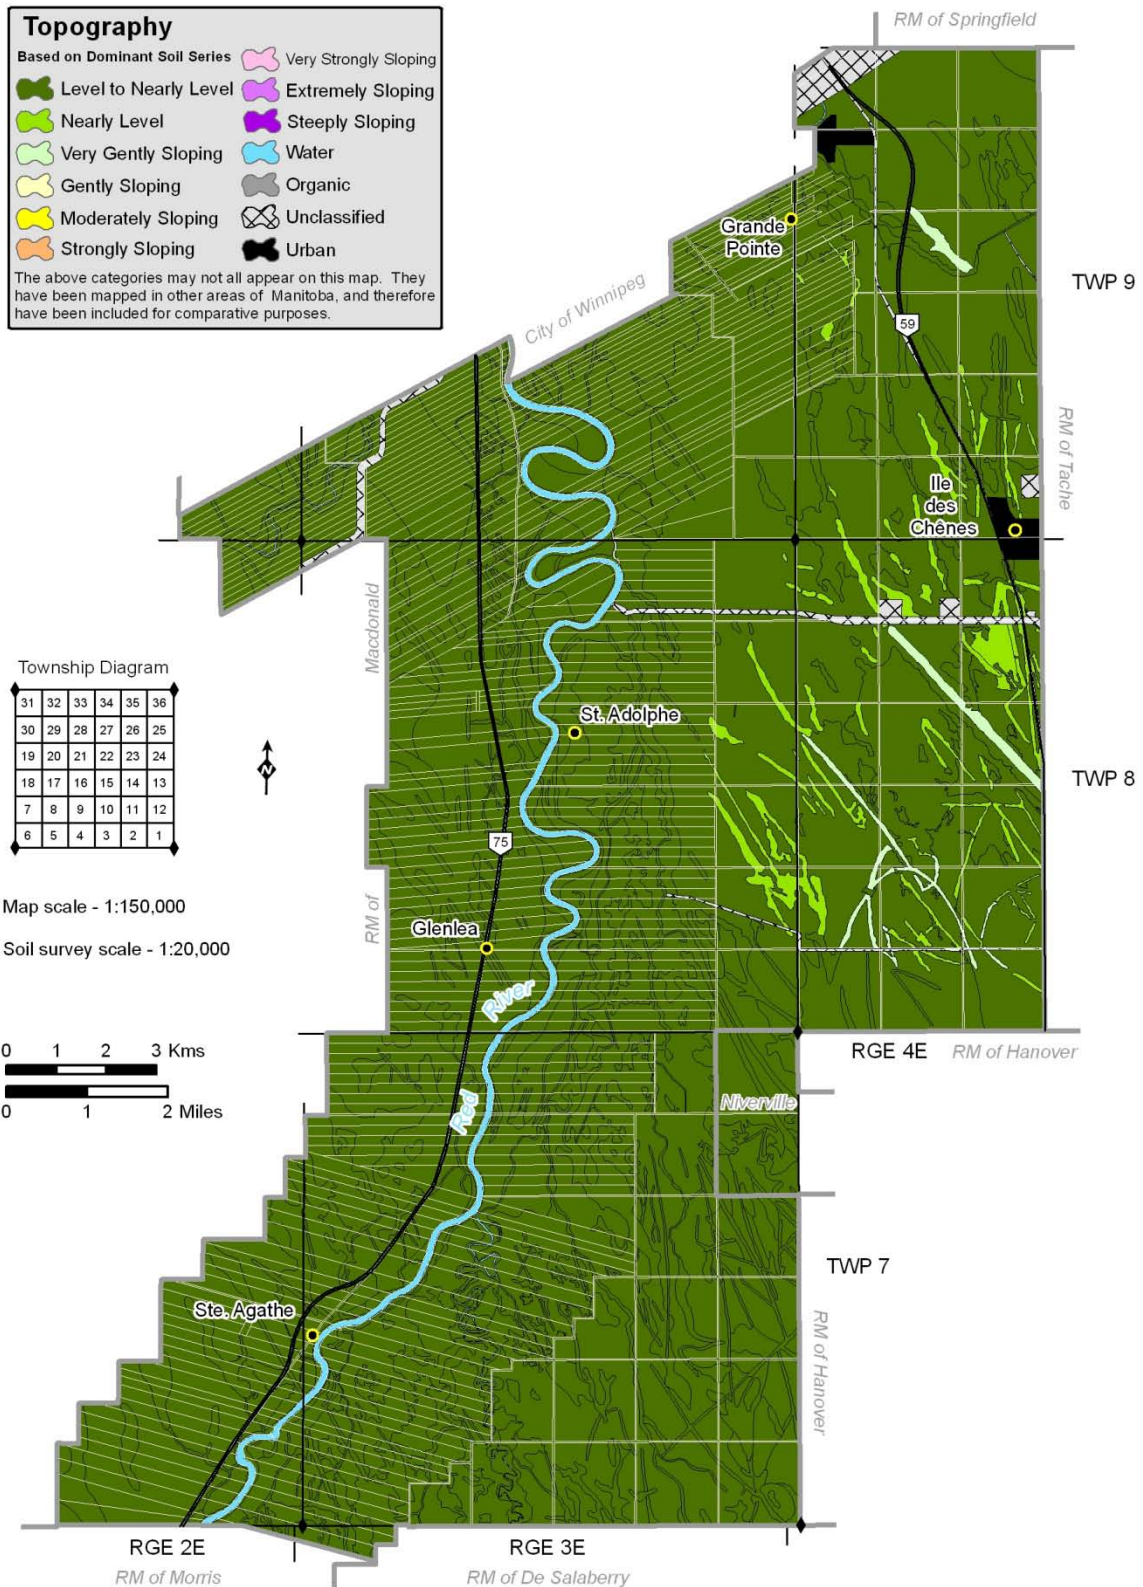 Topography
Based on Dominant Soil Series
Level to Nearly Level
Nearly Level
Very Gently Sloping
Gently Sloping
Moderately Sloping
Strongly Sloping
Very Strongly Sloping
Extremely Sloping
Steeply Sloping
Water
Organic
Unclassified
Urban
The above categories may not all appear on this map. They
have been mapped in other areas of Manitoba, and therefore
have been included for comparative purposes.
RM of Springfield
Grande
Pointe
TWP 9
City of Winnipeg
59
RM of Tache
Ile
des
Chênes
Macdonald
RM of
Township Diagram
31 32 33 34 35 36
30 29 28 27 26 25
19 20 21 22 23 24
18 17 16 15 14 13
7 8 9 10 11 12
6 5 4 3 2 1
N
St. Adolphe
TWP 8
75
Map scale - 1:150,000
Soil survey scale - 1:20,000
Glenlea
River
Red
0 1 2 3 Kms
0 1 2 Miles
RGE 4E
RM of Hanover
Niverville
TWP 7
Ste. Agathe
RM of Hanover
RGE 2E
RGE 3E
RM of Morris
RM of De Salaberry